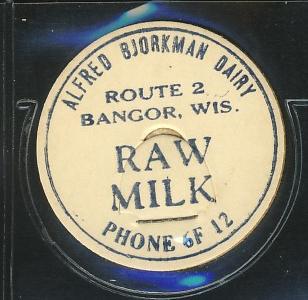 ALFRED BJORKMAN DAIRY
ROUTE 2
BANGOR, WIS.
RAW
MILK
PHONE 6F 12